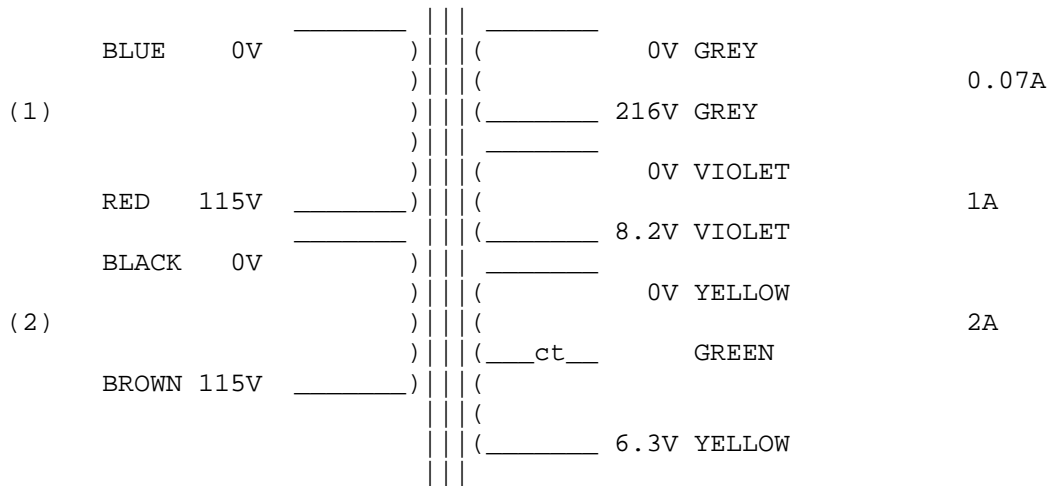 BLUE 0V 0V GREY
0.07A
(1) 216V GREY
0V VIOLET
RED 115V 1A
8.2V VIOLET
BLACK 0V
0V YELLOW
(2) 2A
ct GREEN
BROWN 115V
6.3V YELLOW